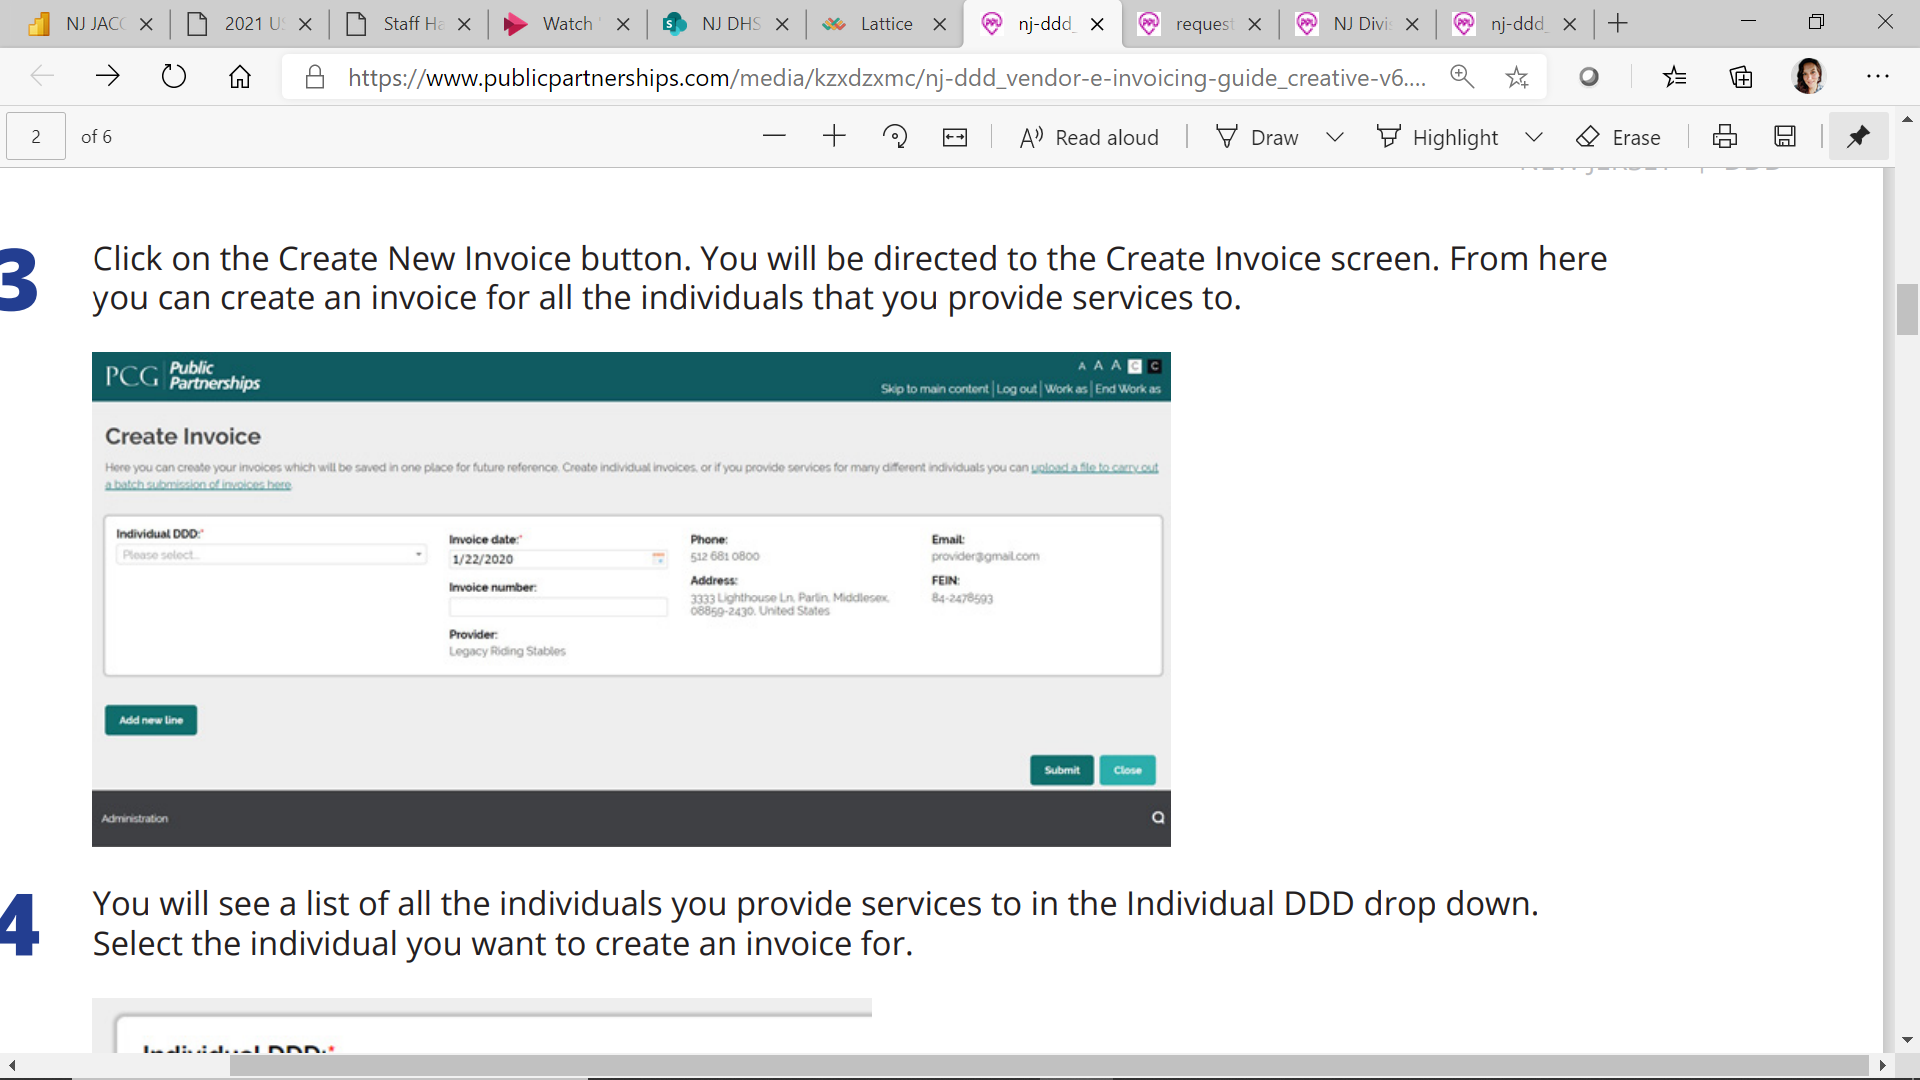 NJ JAC
2021 U
Staff Ha
Watch
NJ DHS
Lattice
nj-ddd_
request
NJ Divi
nj-ddd_
https://www.publicpartnerships.com/media/kzxdzxmc/nj-ddd_vendor-e-invoicing-guide_creative-v6....
2 of 6
Read aloud
Draw
Highlight
Erase
3
Click on the Create New Invoice button. You will be directed to the Create Invoice screen. From here
you can create an invoice for all the individuals that you provide services to.
PCG Public
Partnerships
A A A C C
Skip to main content | Log out | Work as | End Work as
Create Invoice
Here you can create your invoices which will be saved in one place for future reference. Create individual invoices, or if you provide services for many different individuals you can upload a file to carry out
a batch submission of invoices here
Individual DDD:*
Please select...
Invoice date:*
1/22/2020
Invoice number:
Provider:
Legacy Riding Stables
Phone:
512 681 0800
Address:
3333 Lighthouse Ln, Parlin, Middlesex,
08859-2430, United States
Email:
provider@gmail.com
FEIN:
84-2478593
Add new line
Submit
Close
Administration
4
You will see a list of all the individuals you provide services to in the Individual DDD drop down.
Select the individual you want to create an invoice for.
Individual DDD:*